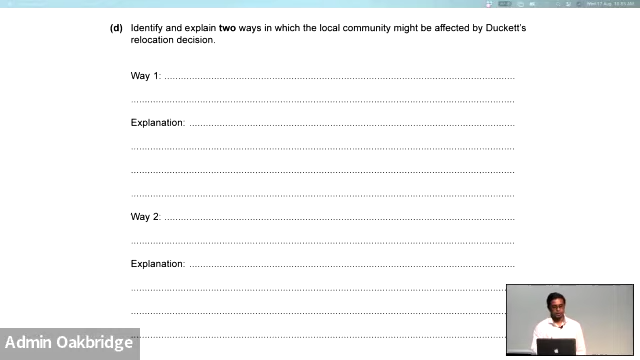 (d) Identify and explain two ways in which the local community might be affected by Duckett's
relocation decision.
Way 1:
Explanation:
Way 2:
Explanation:
Admin Oakbridge